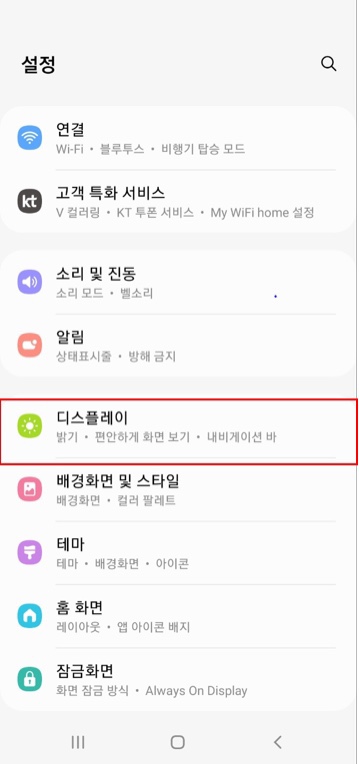 설정
연결
Wi-Fi • 블루투스 • 비행기 탑승 모드
kt
고객 특화 서비스
V 컬러링 • KT 투폰 서비스 • My WiFi home 설정
소리 및 진동
소리 모드 • 벨소리
알림
상태표시줄 • 방해 금지
디스플레이
밝기 • 편안하게 화면 보기 • 내비게이션 바
배경화면 및 스타일
배경화면 • 컬러 팔레트
테마
테마 • 배경화면 • 아이콘
홈 화면
레이아웃 • 앱 아이콘 배지
잠금화면
화면 잠금 방식 • Always On Display